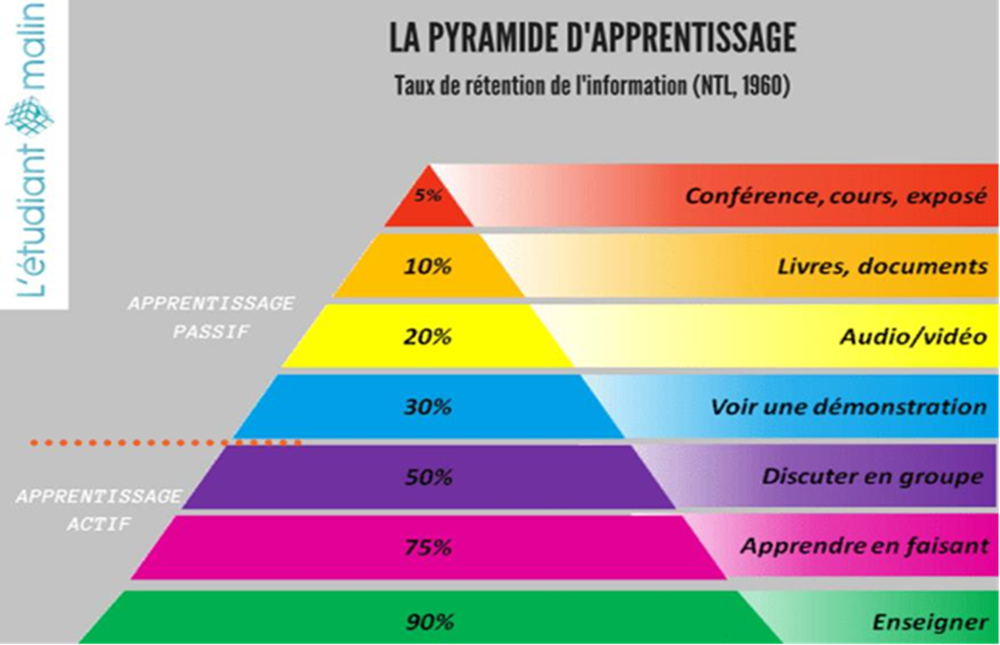 L'étudiant malin
LA PYRAMIDE D'APPRENTISSAGE
Taux de rétention de l'information (NTL, 1960)
5% Conférence, cours, exposé
10% Livres, documents
APPRENTISSAGE
PASSIF
20% Audio/vidéo
30% Voir une démonstration
50% Discuter en groupe
APPRENTISSAGE
ACTIF
75% Apprendre en faisant
90% Enseigner